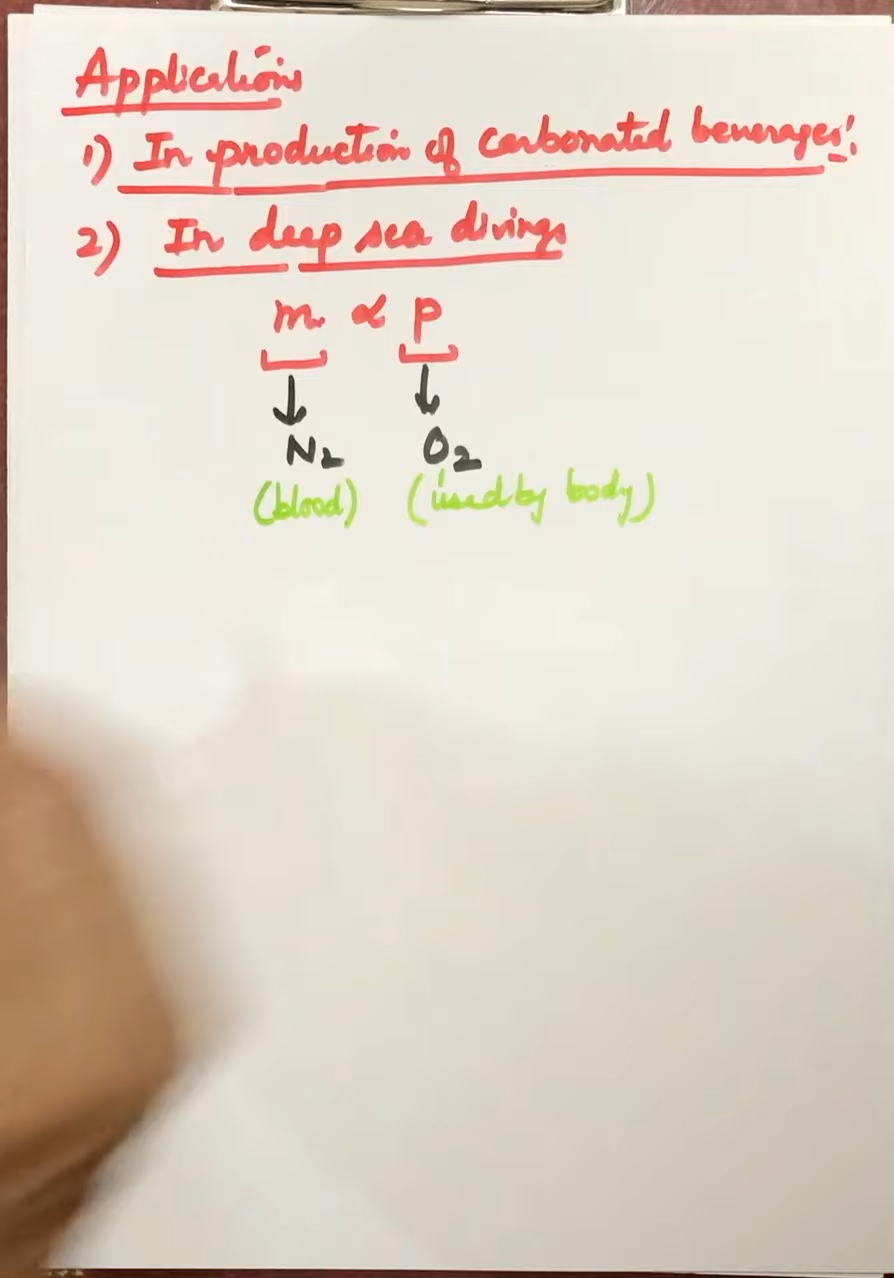 Applications
1) In production of carbonated beverages:
2) In deep sea divings
m ∝ p
↓ ↓
N₂ O₂
(blood) (used by body)